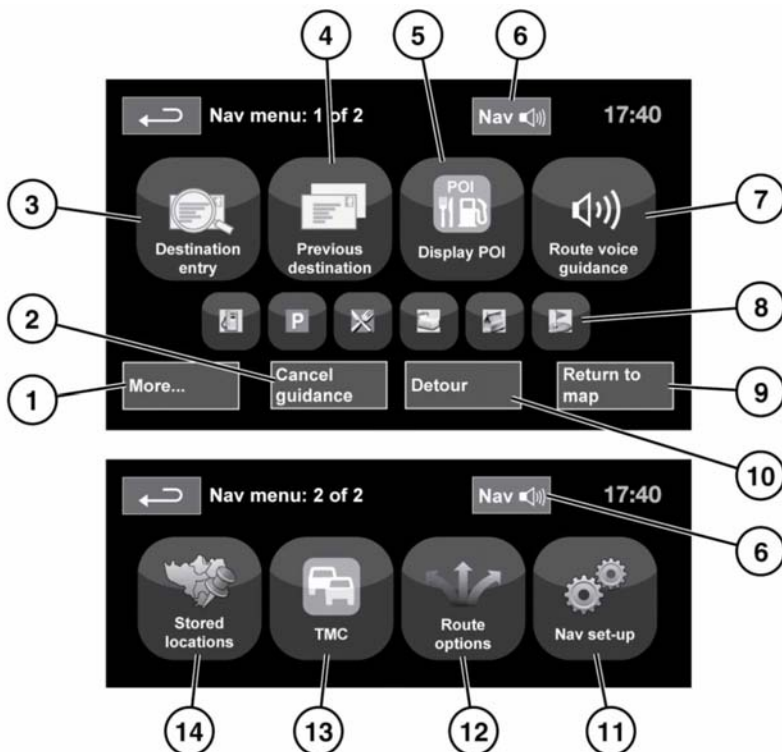 4
5
6
Nav menu: 1 of 2
Nav
17:40
3
POI
7
Destination
entry
Previous
destination
Display POI
Route voice
guidance
2
P
8
More...
Cancel
guidance
Detour
Return to
map
1
9
10
Nav menu: 2 of 2
Nav
17:40
6
Stored
locations
TMC
Route
options
Nav set-up
14
13
12
11